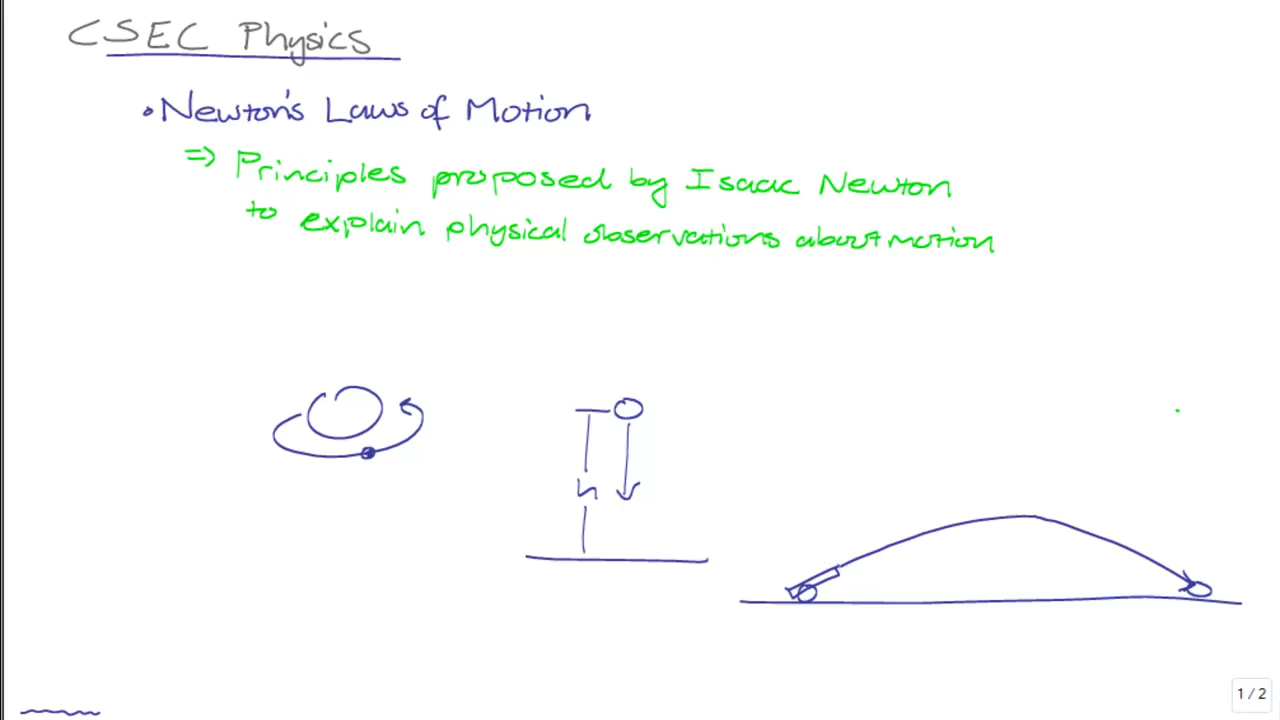 CSEC Physics
• Newton's Laws of Motion
=> Principles proposed by Isaac Newton
to explain physical observations about motion
h
1 / 2